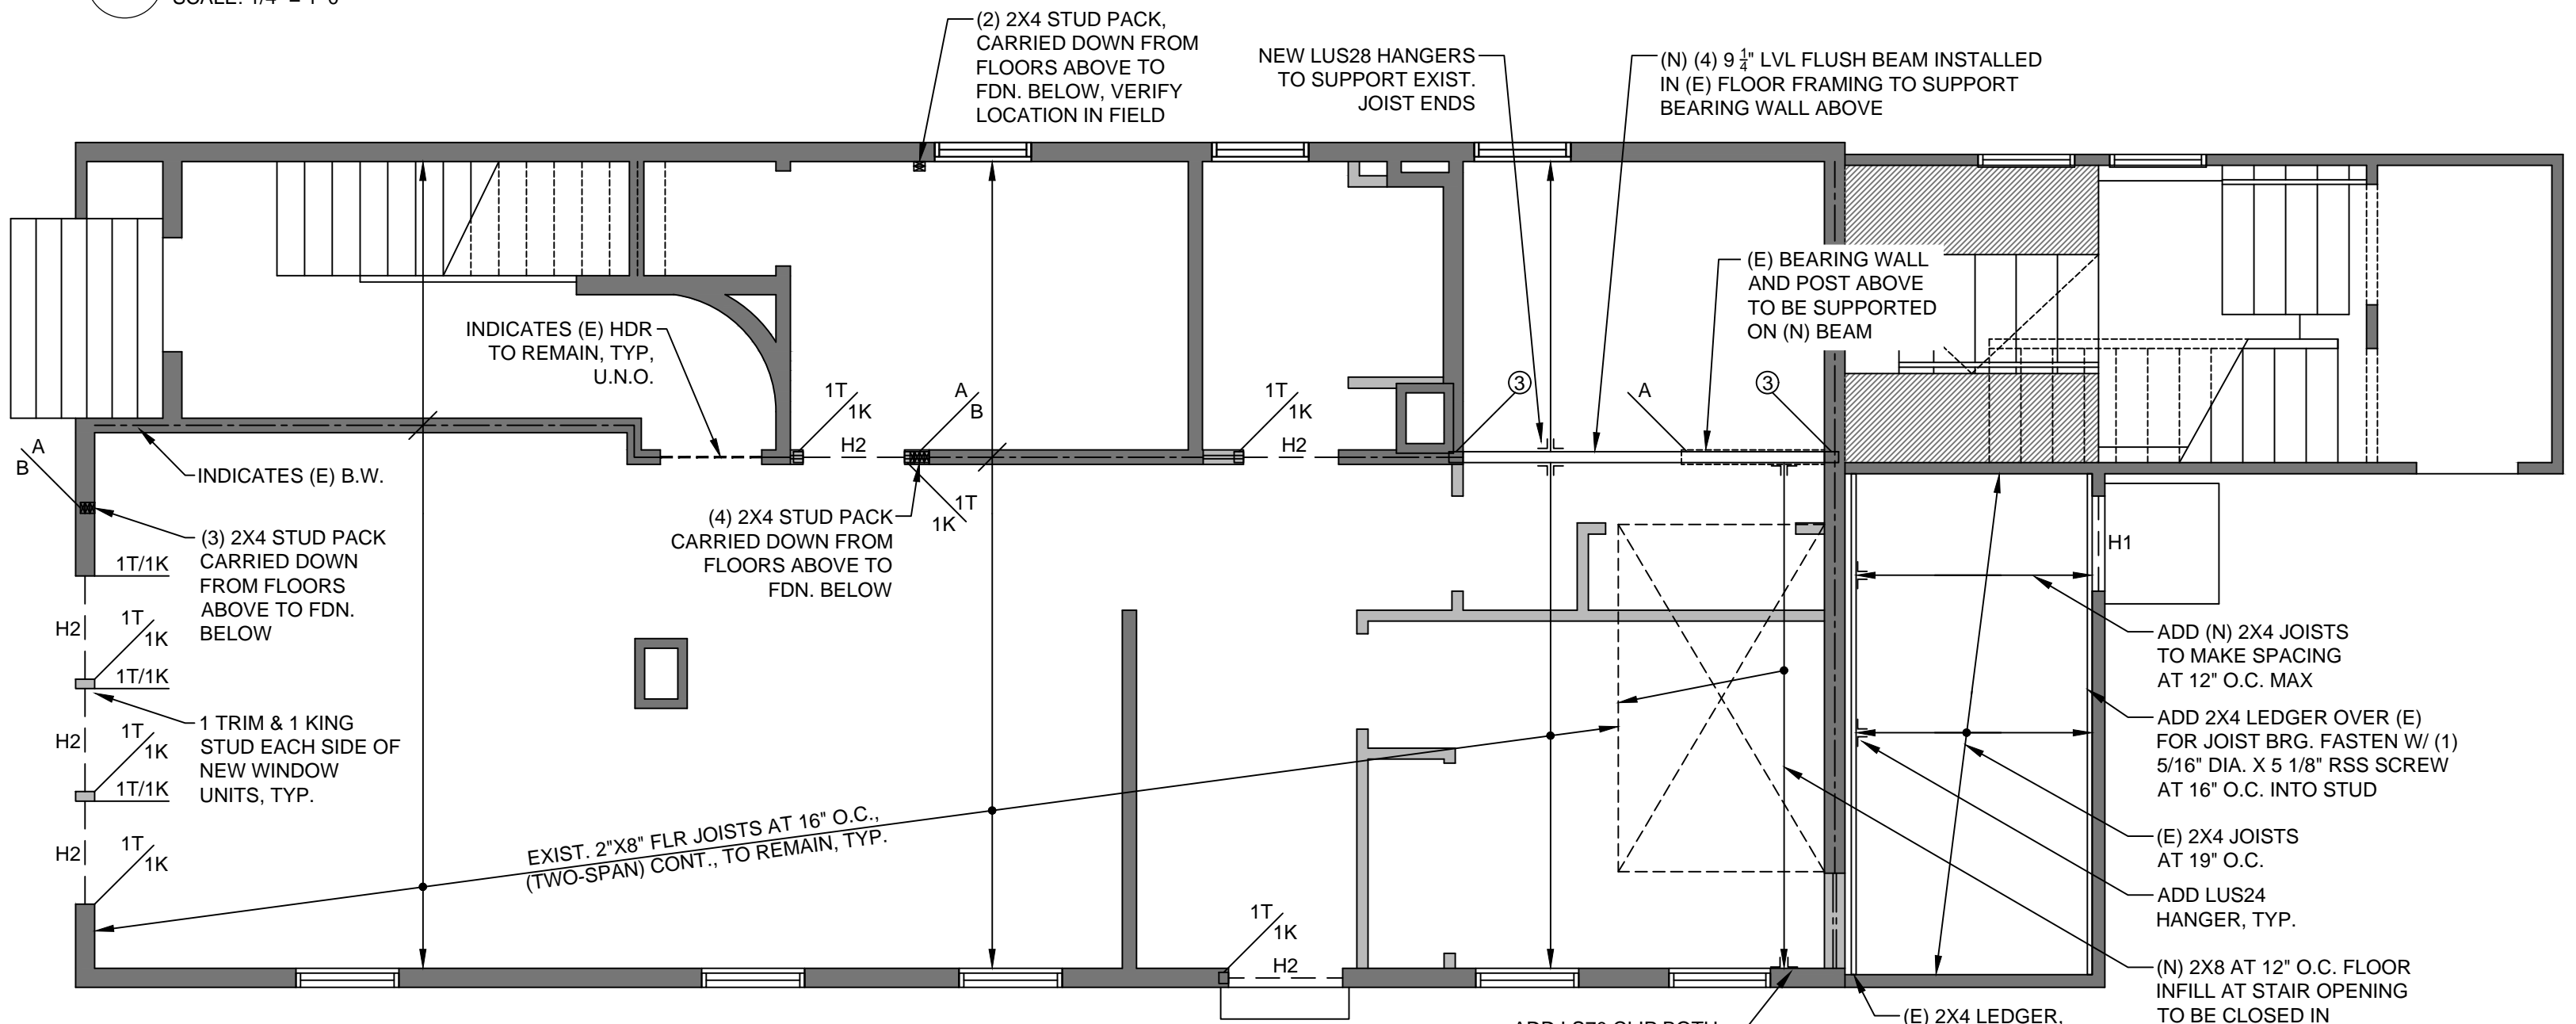 (2) 2X4 STUD PACK,
CARRIED DOWN FROM
FLOORS ABOVE TO
FDN. BELOW, VERIFY
LOCATION IN FIELD
NEW LUS28 HANGERS
TO SUPPORT EXIST.
JOIST ENDS
(N) (4) 9 1/4" LVL FLUSH BEAM INSTALLED
IN (E) FLOOR FRAMING TO SUPPORT
BEARING WALL ABOVE
(E) BEARING WALL
AND POST ABOVE
TO BE SUPPORTED
ON (N) BEAM
INDICATES (E) HDR
TO REMAIN, TYP,
U.N.O.
1T
1K
H2
A
B
1T
1K
H2
3
A
3
A
B
INDICATES (E) B.W.
1T
1K
(4) 2X4 STUD PACK
CARRIED DOWN FROM
FLOORS ABOVE TO
FDN. BELOW
(3) 2X4 STUD PACK
CARRIED DOWN
FROM FLOORS
ABOVE TO FDN.
BELOW
1T/1K
H2
1T
1K
1T/1K
1 TRIM & 1 KING
STUD EACH SIDE OF
NEW WINDOW
UNITS, TYP.
H2
1T
1K
1T/1K
H2
1T
1K
EXIST. 2"X8" FLR JOISTS AT 16" O.C.,
(TWO-SPAN) CONT., TO REMAIN, TYP.
1T
1K
H2
H1
ADD (N) 2X4 JOISTS
TO MAKE SPACING
AT 12" O.C. MAX
ADD 2X4 LEDGER OVER (E)
FOR JOIST BRG. FASTEN W/ (1)
5/16" DIA. X 5 1/8" RSS SCREW
AT 16" O.C. INTO STUD
(E) 2X4 JOISTS
AT 19" O.C.
ADD LUS24
HANGER, TYP.
(N) 2X8 AT 12" O.C. FLOOR
INFILL AT STAIR OPENING
TO BE CLOSED IN
(E) 2X4 LEDGER,